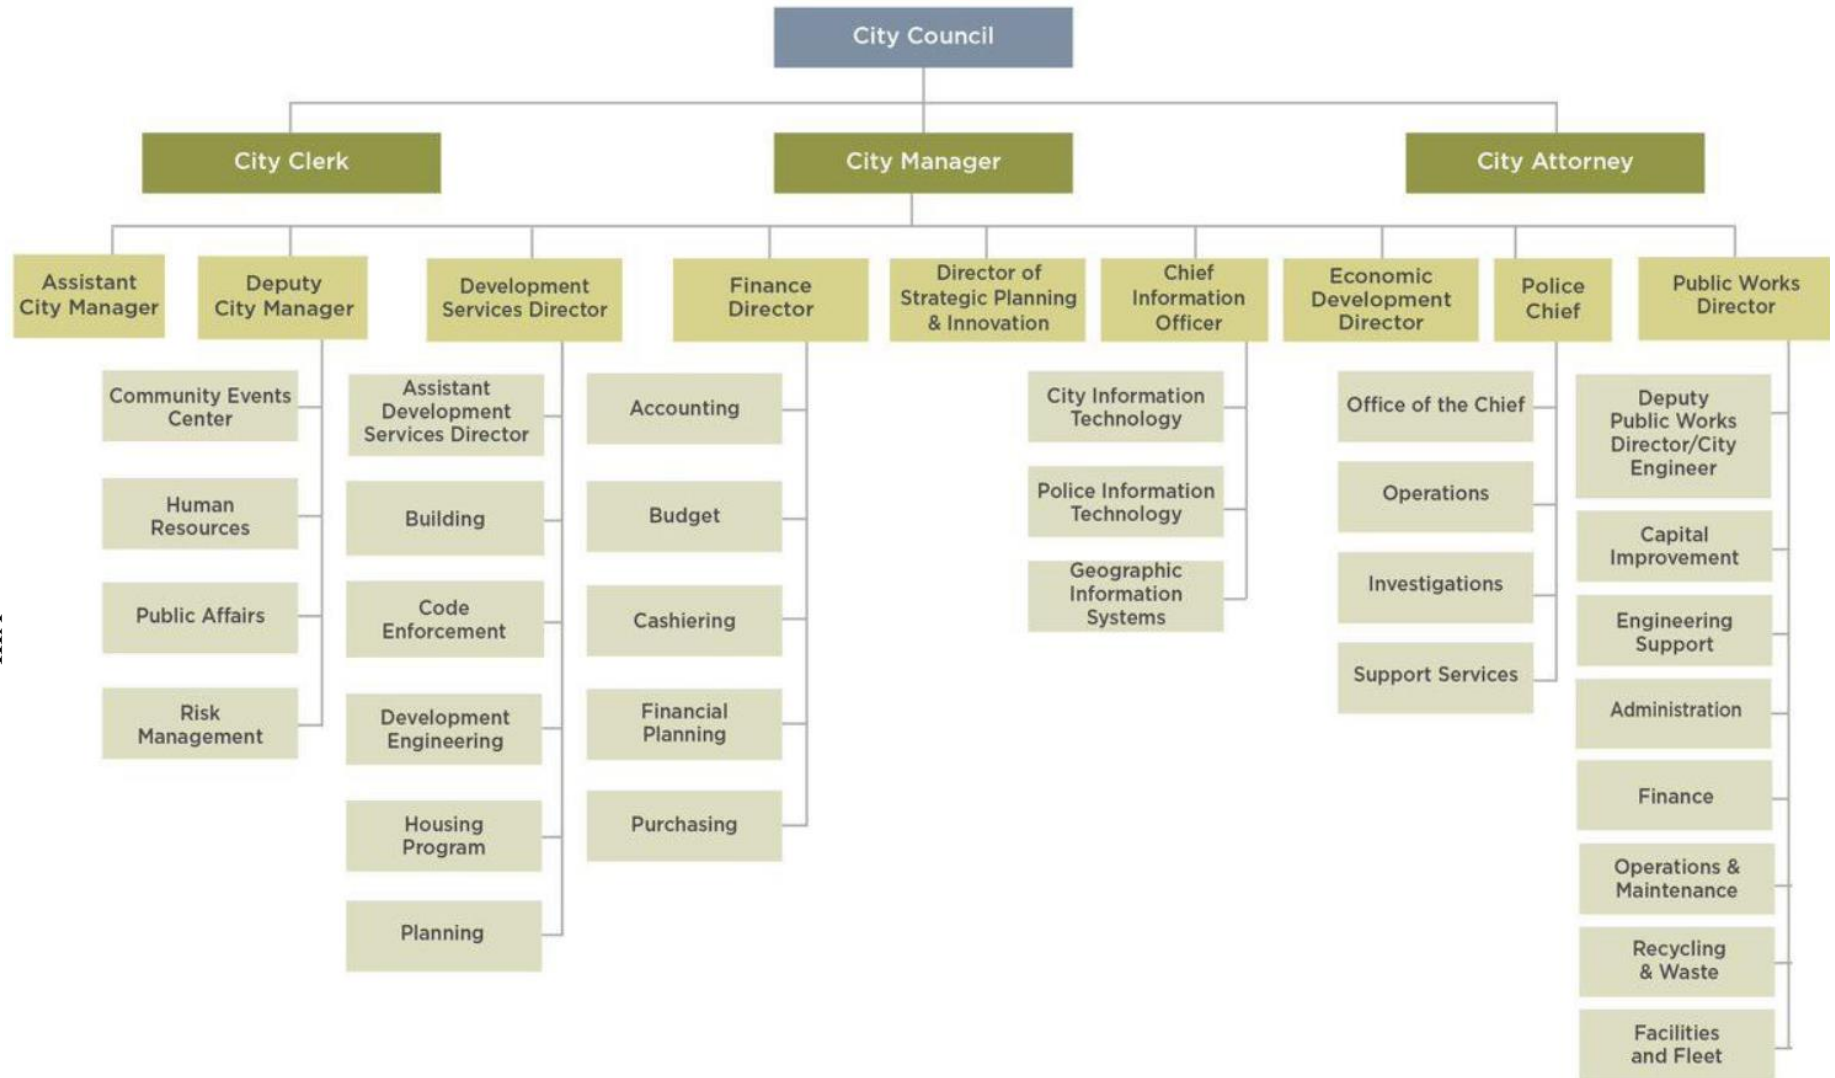 City Council
City Clerk
City Manager
City Attorney
Assistant
City Manager
Deputy
City Manager
Development
Services Director
Finance
Director
Director of
Strategic Planning
& Innovation
Chief
Information
Officer
Economic
Development
Director
Police
Chief
Public Works
Director
Community Events
Center
Human
Resources
Public Affairs
Risk
Management
Assistant
Development
Services Director
Building
Code
Enforcement
Development
Engineering
Housing
Program
Planning
Accounting
Budget
Cashiering
Financial
Planning
Purchasing
City Information
Technology
Police Information
Technology
Geographic
Information
Systems
Office of the Chief
Operations
Investigations
Support Services
Deputy
Public Works
Director/City
Engineer
Capital
Improvement
Engineering
Support
Administration
Finance
Operations &
Maintenance
Recycling
& Waste
Facilities
and Fleet